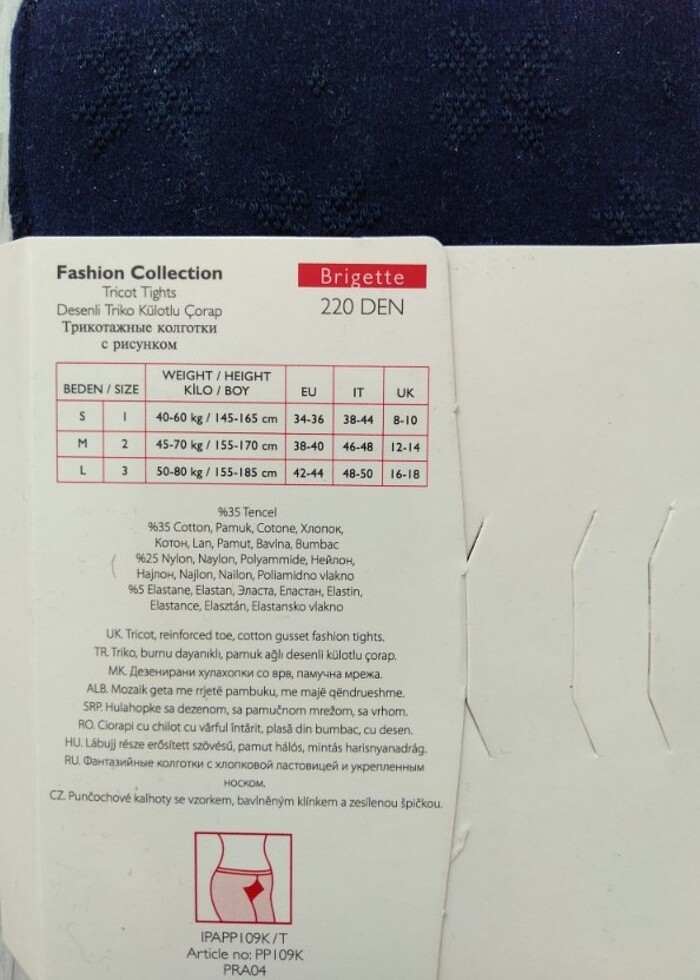 Fashion Collection
Tricot Tights
Desenli Triko Külotlu Çorap
Трикотажные колготки
с рисунком
Brigette
220 DEN
BEDEN / SIZE WEIGHT / HEIGHT KİLO / BOY EU IT UK
S 1 40-60 kg / 145-165 cm 34-36 38-44 8-10
M 2 45-70 kg / 155-170 cm 38-40 46-48 12-14
L 3 50-80 kg / 155-185 cm 42-44 48-50 16-18
%35 Tencel
%35 Cotton, Pamuk, Cotone, Хлопок,
Котон, Lan, Pamut, Bavlna, Bumbac
%25 Nylon, Naylon, Polyammide, Нейлон,
Најлон, Najlon, Nailon, Poliamidno vlakno
%5 Elastane, Elastan, Эласта, Еластан, Elastin,
Elastance, Elasztán, Elastansko vlakno
UK. Tricot, reinforced toe, cotton gusset fashion tights.
TR. Triko, burnu dayanıklı, pamuk ağlı desenli külotlu çorap.
MK. Дезенирани хулахопки со врв, памучна мрежа.
ALB. Mozaik geta me rrjetë pambuku, me majë qëndrueshme.
SRP. Hulahopke sa dezenom, sa pamučnom mrežom, sa vrhom.
RO. Ciorapi cu chilot cu vârful întărit, plasă din bumbac, cu desen.
HU. Lábujj része erősített szövésű, pamut hálós, mintás harisnyanadrág.
RU. Фантазийные колготки с хлопковой ластовицей и укрепленным
носком.
CZ. Punčochové kalhoty se vzorkem, bavlněným klínkem a zesílenou špičkou.
IPAPP109K/T
Article no: PP109K
PRA04